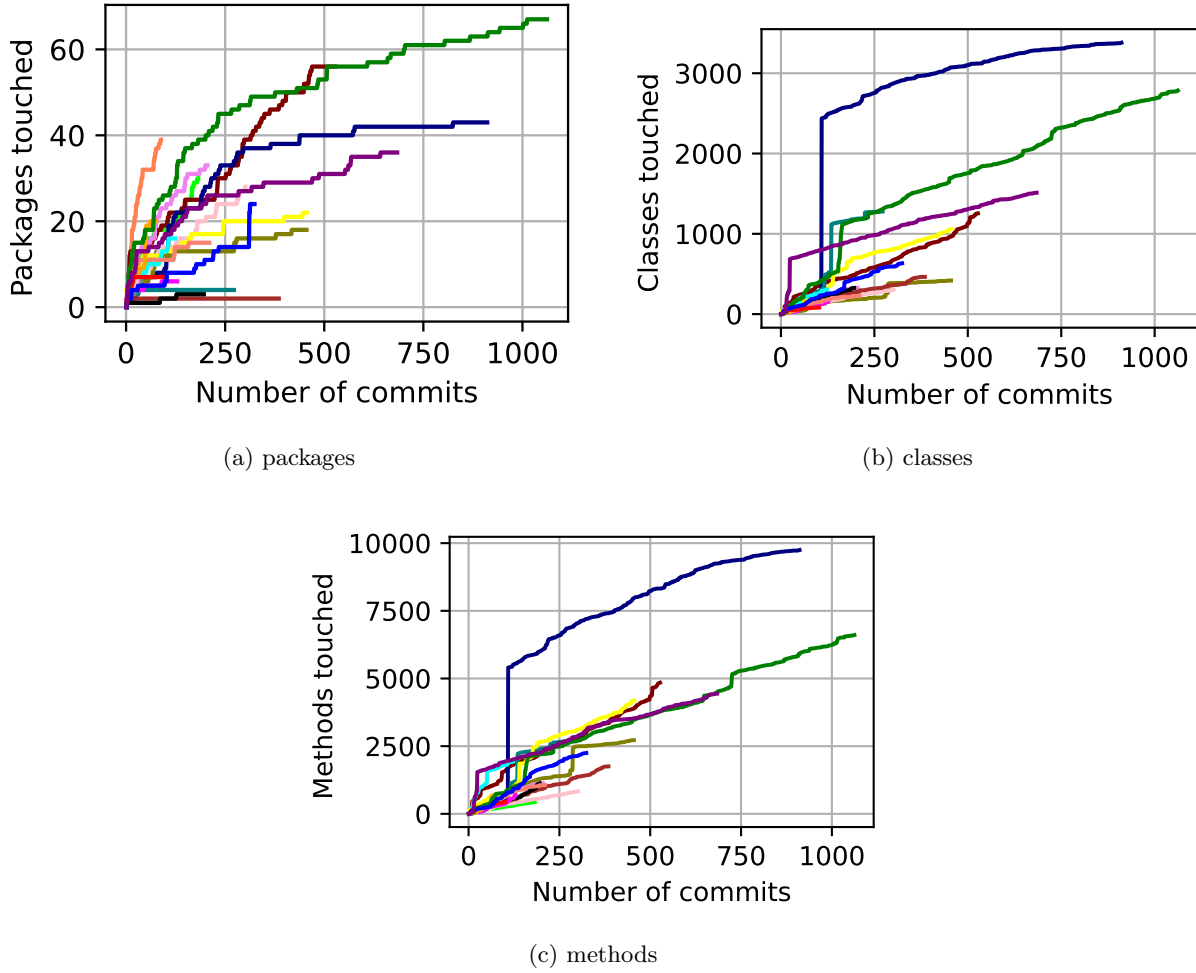 60
40
20
0
Packages touched
0 250 500 750 1000
Number of commits
(a) packages
3000
2000
1000
0
Classes touched
0 250 500 750 1000
Number of commits
(b) classes
10000
7500
5000
2500
0
Methods touched
0 250 500 750 1000
Number of commits
(c) methods